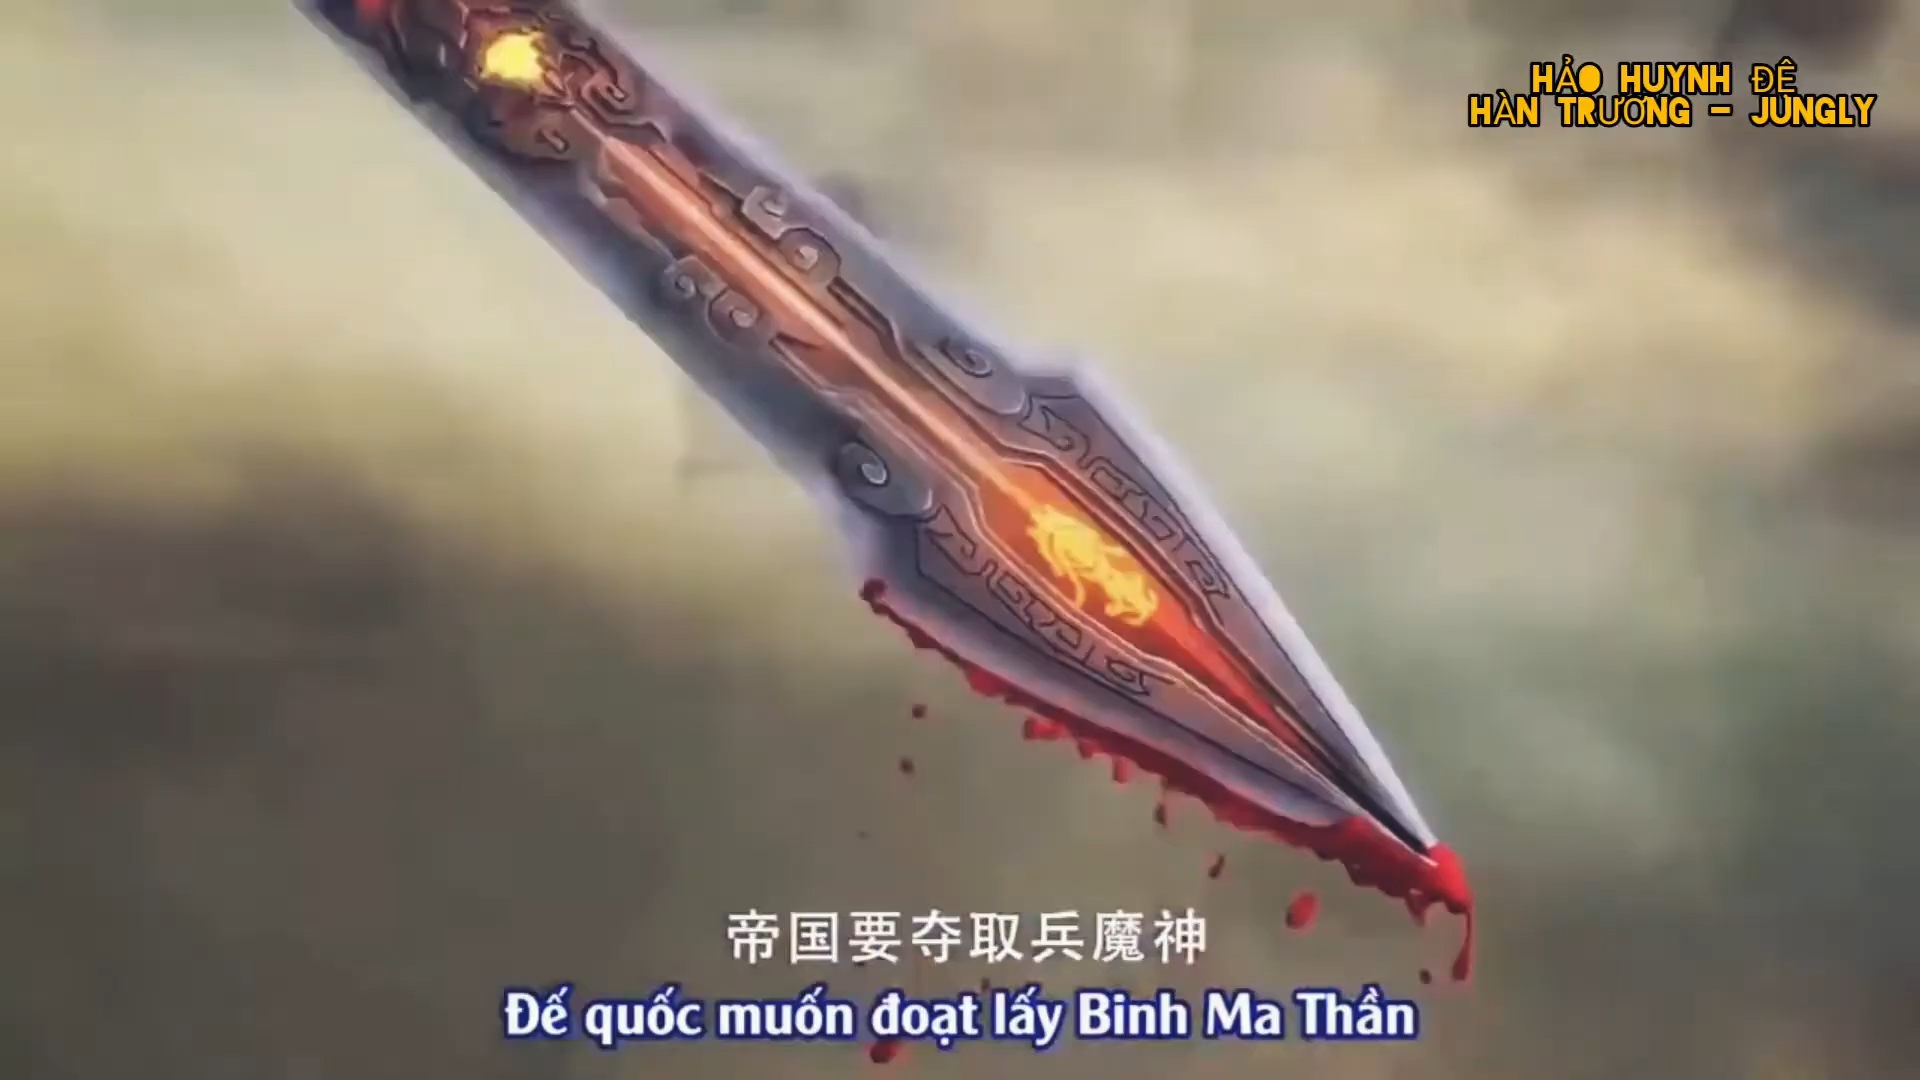 HẢO HUYNH ĐỆ
HÀN TRƯƠNG - JUNGLY
帝国要夺取兵魔神
Đế quốc muốn đoạt lấy Binh Ma Thần